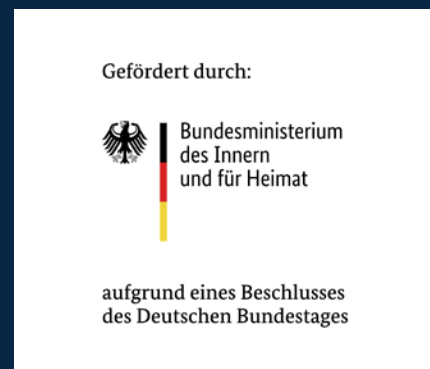 Gefördert durch:
Bundesministerium
des Innern
und für Heimat
aufgrund eines Beschlusses
des Deutschen Bundestages